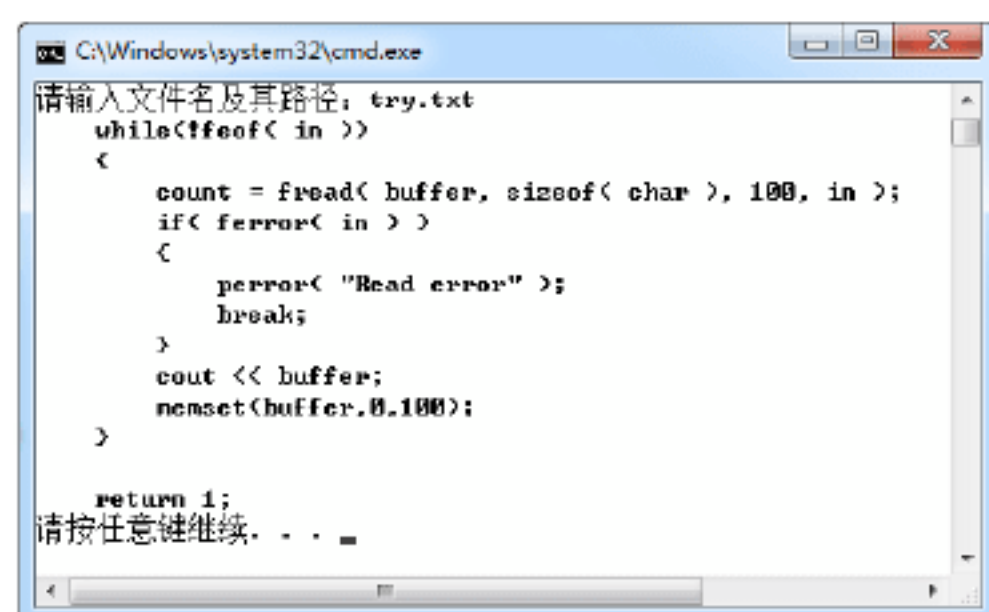 C:\Windows\system32\cmd.exe
请输入文件名及其路径：try.txt
    while(!feof( in ))
    {
        count = fread( buffer, sizeof( char ), 100, in );
        if( ferror( in ) )
        {
            perror( "Read error" );
            break;
        }
        cout << buffer;
        memset(buffer,0,100);
    }
    return 1;
请按任意键继续. . . _